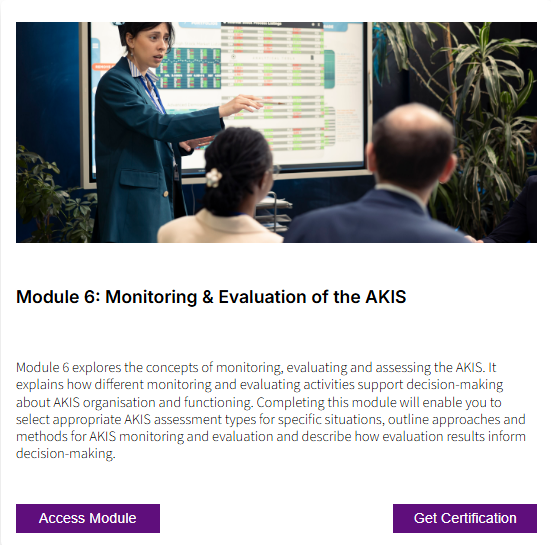 Module 6: Monitoring & Evaluation of the AKIS
Module 6 explores the concepts of monitoring, evaluating and assessing the AKIS. It
explains how different monitoring and evaluating activities support decision-making
about AKIS organisation and functioning. Completing this module will enable you to
select appropriate AKIS assessment types for specific situations, outline approaches and
methods for AKIS monitoring and evaluation and describe how evaluation results inform
decision-making.
Access Module
Get Certification